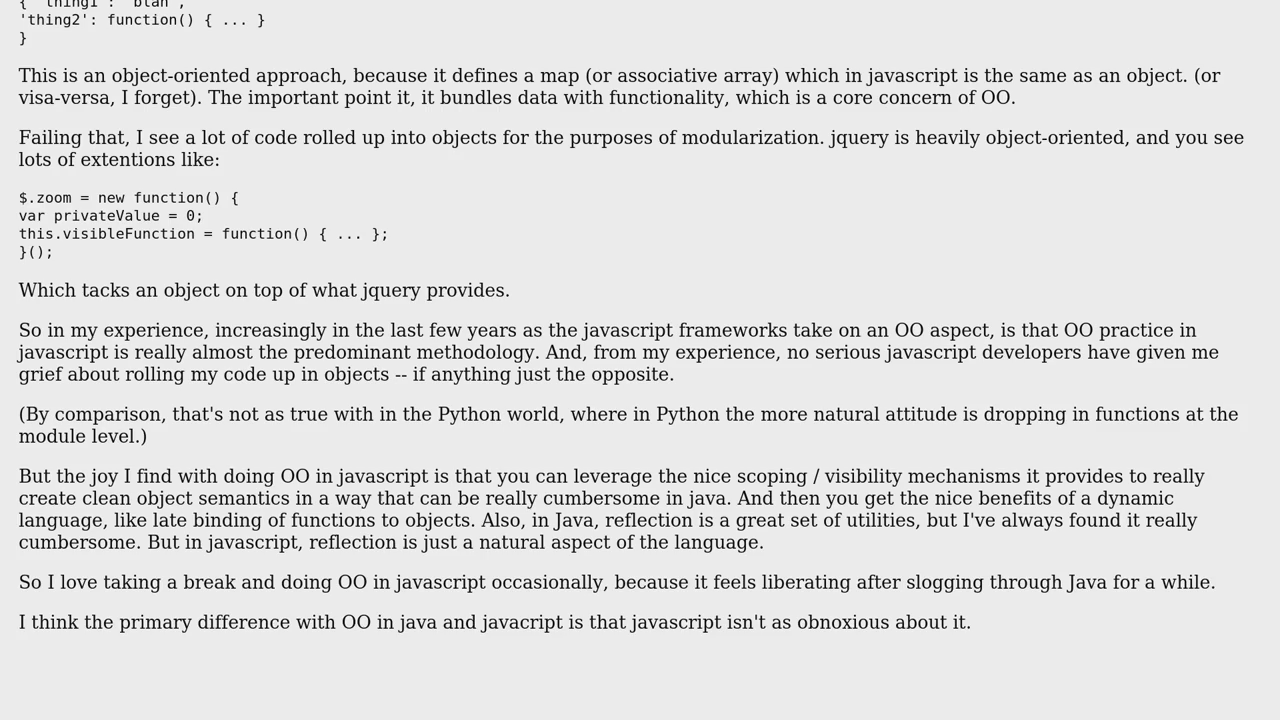 { 'thing1': 'blah',
'thing2': function() { ... }
}
This is an object-oriented approach, because it defines a map (or associative array) which in javascript is the same as an object. (or
visa-versa, I forget). The important point it, it bundles data with functionality, which is a core concern of OO.
Failing that, I see a lot of code rolled up into objects for the purposes of modularization. jquery is heavily object-oriented, and you see
lots of extentions like:
$.zoom = new function() {
var privateValue = 0;
this.visibleFunction = function() { ... };
}();
Which tacks an object on top of what jquery provides.
So in my experience, increasingly in the last few years as the javascript frameworks take on an OO aspect, is that OO practice in
javascript is really almost the predominant methodology. And, from my experience, no serious javascript developers have given me
grief about rolling my code up in objects -- if anything just the opposite.
(By comparison, that's not as true with in the Python world, where in Python the more natural attitude is dropping in functions at the
module level.)
But the joy I find with doing OO in javascript is that you can leverage the nice scoping / visibility mechanisms it provides to really
create clean object semantics in a way that can be really cumbersome in java. And then you get the nice benefits of a dynamic
language, like late binding of functions to objects. Also, in Java, reflection is a great set of utilities, but I've always found it really
cumbersome. But in javascript, reflection is just a natural aspect of the language.
So I love taking a break and doing OO in javascript occasionally, because it feels liberating after slogging through Java for a while.
I think the primary difference with OO in java and javacript is that javascript isn't as obnoxious about it.